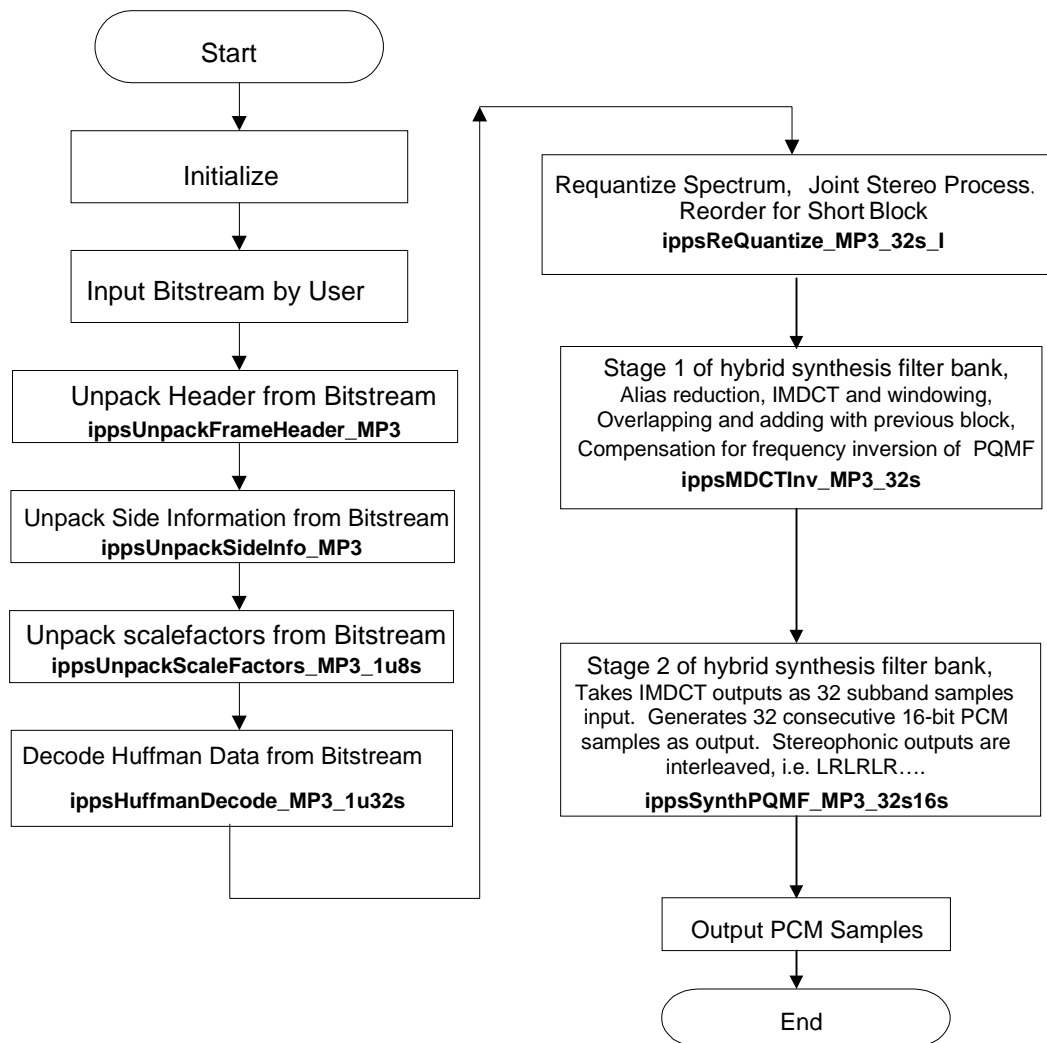 Start
Initialize
Input Bitstream by User
Unpack Header from Bitstream
ippsUnpackFrameHeader_MP3
Unpack Side Information from Bitstream
ippsUnpackSideInfo_MP3
Unpack scalefactors from Bitstream
ippsUnpackScaleFactors_MP3_1u8s
Decode Huffman Data from Bitstream
ippsHuffmanDecode_MP3_1u32s
Requantize Spectrum, Joint Stereo Process.
Reorder for Short Block
ippsReQuantize_MP3_32s_I
Stage 1 of hybrid synthesis filter bank,
Alias reduction, IMDCT and windowing,
Overlapping and adding with previous block,
Compensation for frequency inversion of PQMF
ippsMDCTInv_MP3_32s
Stage 2 of hybrid synthesis filter bank,
Takes IMDCT outputs as 32 subband samples
input. Generates 32 consecutive 16-bit PCM
samples as output. Stereophonic outputs are
interleaved, i.e. LRLRLR....
ippsSynthPQMF_MP3_32s16s
Output PCM Samples
End